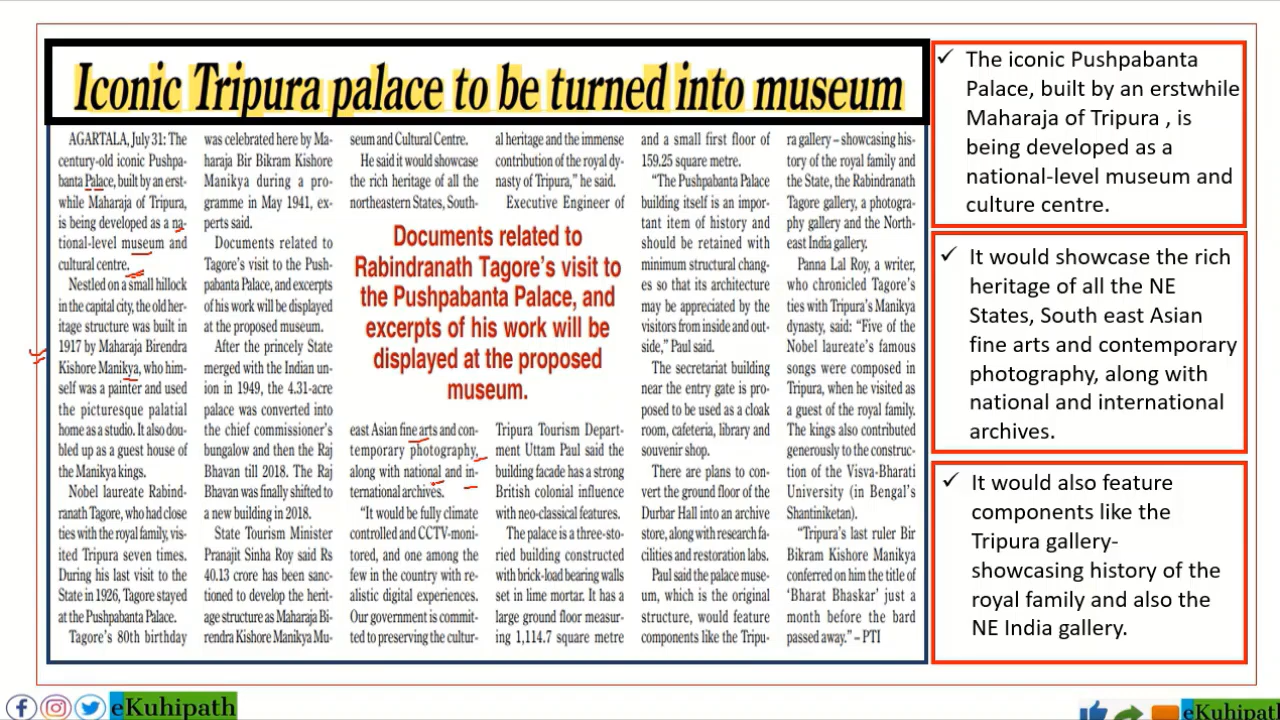 Iconic Tripura palace to be turned into museum
AGARTALA, July 31: The
century-old iconic Pushpa-
banta Palace, built by an erst-
while Maharaja of Tripura,
is being developed as a na-
tional-level museum and
cultural centre.
Nestled on a small hillock
in the capital city, the old her-
itage structure was built in
1917 by Maharaja Birendra
Kishore Manikya, who him-
self was a painter and used
the picturesque palatial
home as a studio. It also dou-
bled up as a guest house of
the Manikya kings.
Nobel laureate Rabind-
ranath Tagore, who had close
ties with the royal family, vis-
ited Tripura seven times.
During his last visit to the
State in 1926, Tagore stayed
at the Pushpabanta Palace.
Tagore's 80th birthday
was celebrated here by Ma-
haraja Bir Bikram Kishore
Manikya during a pro-
gramme in May 1941, ex-
perts said.
Documents related to
Tagore's visit to the Push-
pabanta Palace, and excerpts
of his work will be displayed
at the proposed museum.
After the princely State
merged with the Indian un-
ion in 1949, the 4.31-acre
palace was converted into
the chief commissioner's
bungalow and then the Raj
Bhavan till 2018. The Raj
Bhavan was finally shifted to
a new building in 2018.
State Tourism Minister
Pranajit Sinha Roy said Rs
40.13 crore has been sanc-
tioned to develop the herit-
age structure as Maharaja Bi-
rendra Kishore Manikya Mu-
seum and Cultural Centre.
He said it would showcase
the rich heritage of all the
northeastern States, South-
east Asian fine arts and con-
temporary photography,
along with national and in-
ternational archives.
"It would be fully climate
controlled and CCTV-moni-
tored, and one among the
few in the country with re-
alistic digital experiences.
Our government is commit-
ted to preserving the cultur-
al heritage and the immense
contribution of the royal dy-
nasty of Tripura," he said.
Executive Engineer of
Documents related to
Rabindranath Tagore's visit to
the Pushpabanta Palace, and
excerpts of his work will be
displayed at the proposed
museum.
Tripura Tourism Depart-
ment Uttam Paul said the
building facade has a strong
British colonial influence
with neo-classical features.
The palace is a three-sto-
ried building constructed
with brick-load bearing walls
set in lime mortar. It has a
large ground floor measur-
ing 1,114.7 square metre
and a small first floor of
159.25 square metre.
"The Pushpabanta Palace
building itself is an impor-
tant item of history and
should be retained with
minimum structural chang-
es so that its architecture
may be appreciated by the
visitors from inside and out-
side," Paul said.
The secretariat building
near the entry gate is pro-
posed to be used as a cloak
room, cafeteria, library and
souvenir shop.
There are plans to con-
vert the ground floor of the
Durbar Hall into an archive
store, along with research fa-
cilities and restoration labs.
Paul said the palace muse-
um, which is the original
structure, would feature
components like the Tripu-
ra gallery – showcasing his-
tory of the royal family and
the State, the Rabindranath
Tagore gallery, a photogra-
phy gallery and the North-
east India gallery.
Panna Lal Roy, a writer,
who chronicled Tagore's
ties with Tripura's Manikya
dynasty, said: "Five of the
Nobel laureate's famous
songs were composed in
Tripura, when he visited as
a guest of the royal family.
The kings also contributed
generously to the construc-
tion of the Visva-Bharati
University (in Bengal's
Shantiniketan).
"Tripura's last ruler Bir
Bikram Kishore Manikya
conferred on him the title of
'Bharat Bhaskar' just a
month before the bard
passed away." – PTI
✓ The iconic Pushpabanta
Palace, built by an erstwhile
Maharaja of Tripura , is
being developed as a
national-level museum and
culture centre.
✓ It would showcase the rich
heritage of all the NE
States, South east Asian
fine arts and contemporary
photography, along with
national and international
archives.
✓ It would also feature
components like the
Tripura gallery-
showcasing history of the
royal family and also the
NE India gallery.
eKuhipath
eKuhipath